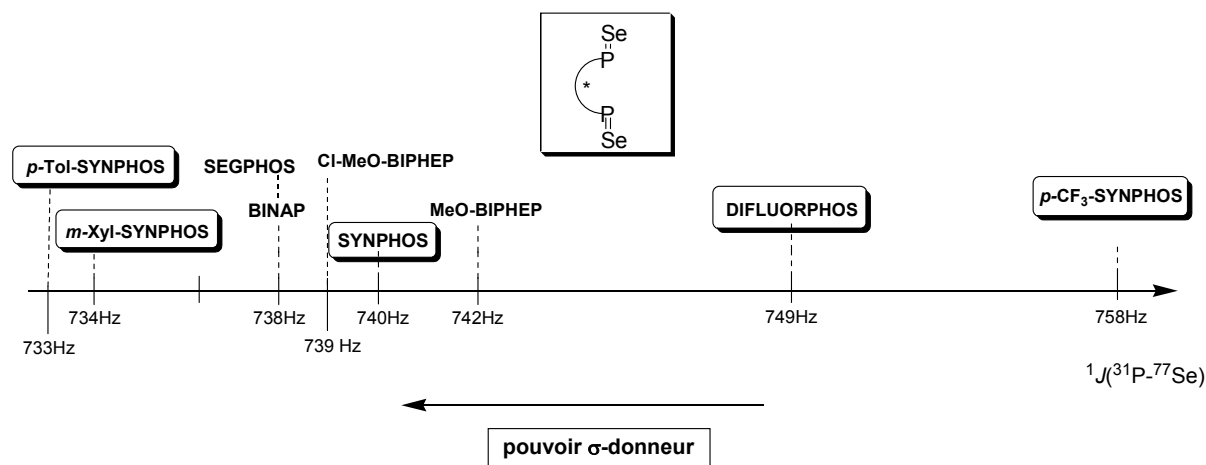 Se
P
*
P
Se
p-Tol-SYNPHOS
SEGPHOS
Cl-MeO-BIPHEP
p-CF₃-SYNPHOS
m-Xyl-SYNPHOS
BINAP
SYNPHOS
MeO-BIPHEP
DIFLUORPHOS
733Hz
734Hz
738Hz
739 Hz
740Hz
742Hz
749Hz
758Hz
¹J(³¹P-⁷⁷Se)
pouvoir σ-donneur